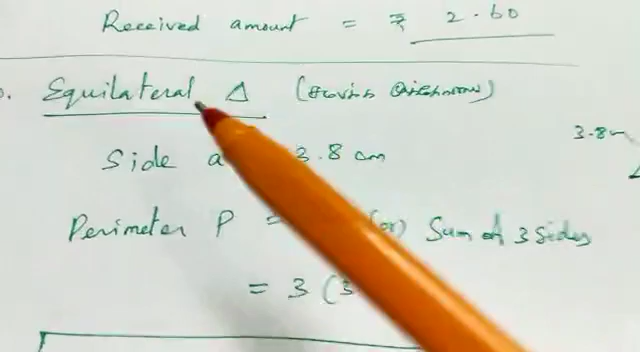 Received amount = ₹ 2.60
Equilateral Δ
Side a 3.8 cm
3.8
Perimeter P = (or) Sum of 3 sides
= 3 (3